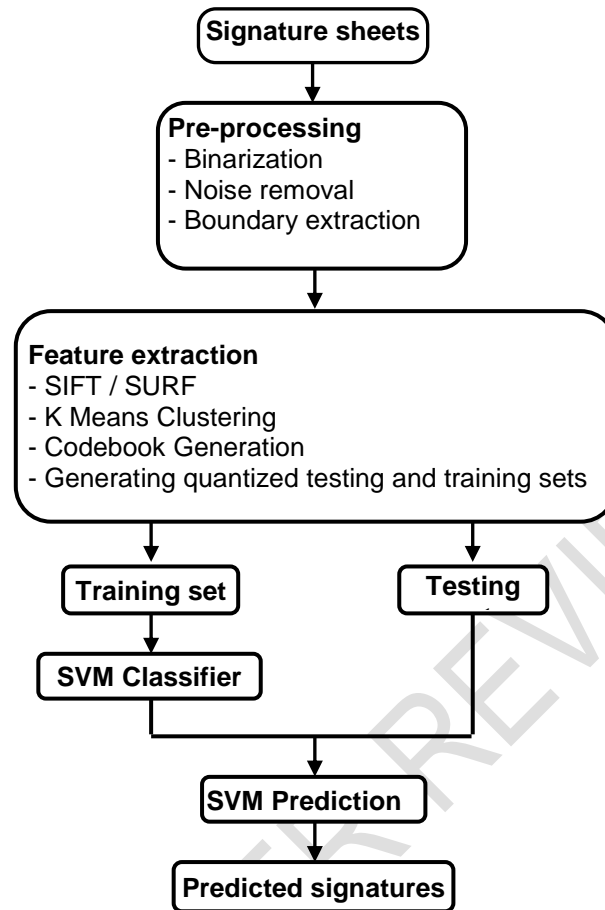 Signature sheets
Pre-processing
- Binarization
- Noise removal
- Boundary extraction
Feature extraction
- SIFT / SURF
- K Means Clustering
- Codebook Generation
- Generating quantized testing and training sets
Training set
Testing
SVM Classifier
SVM Prediction
Predicted signatures